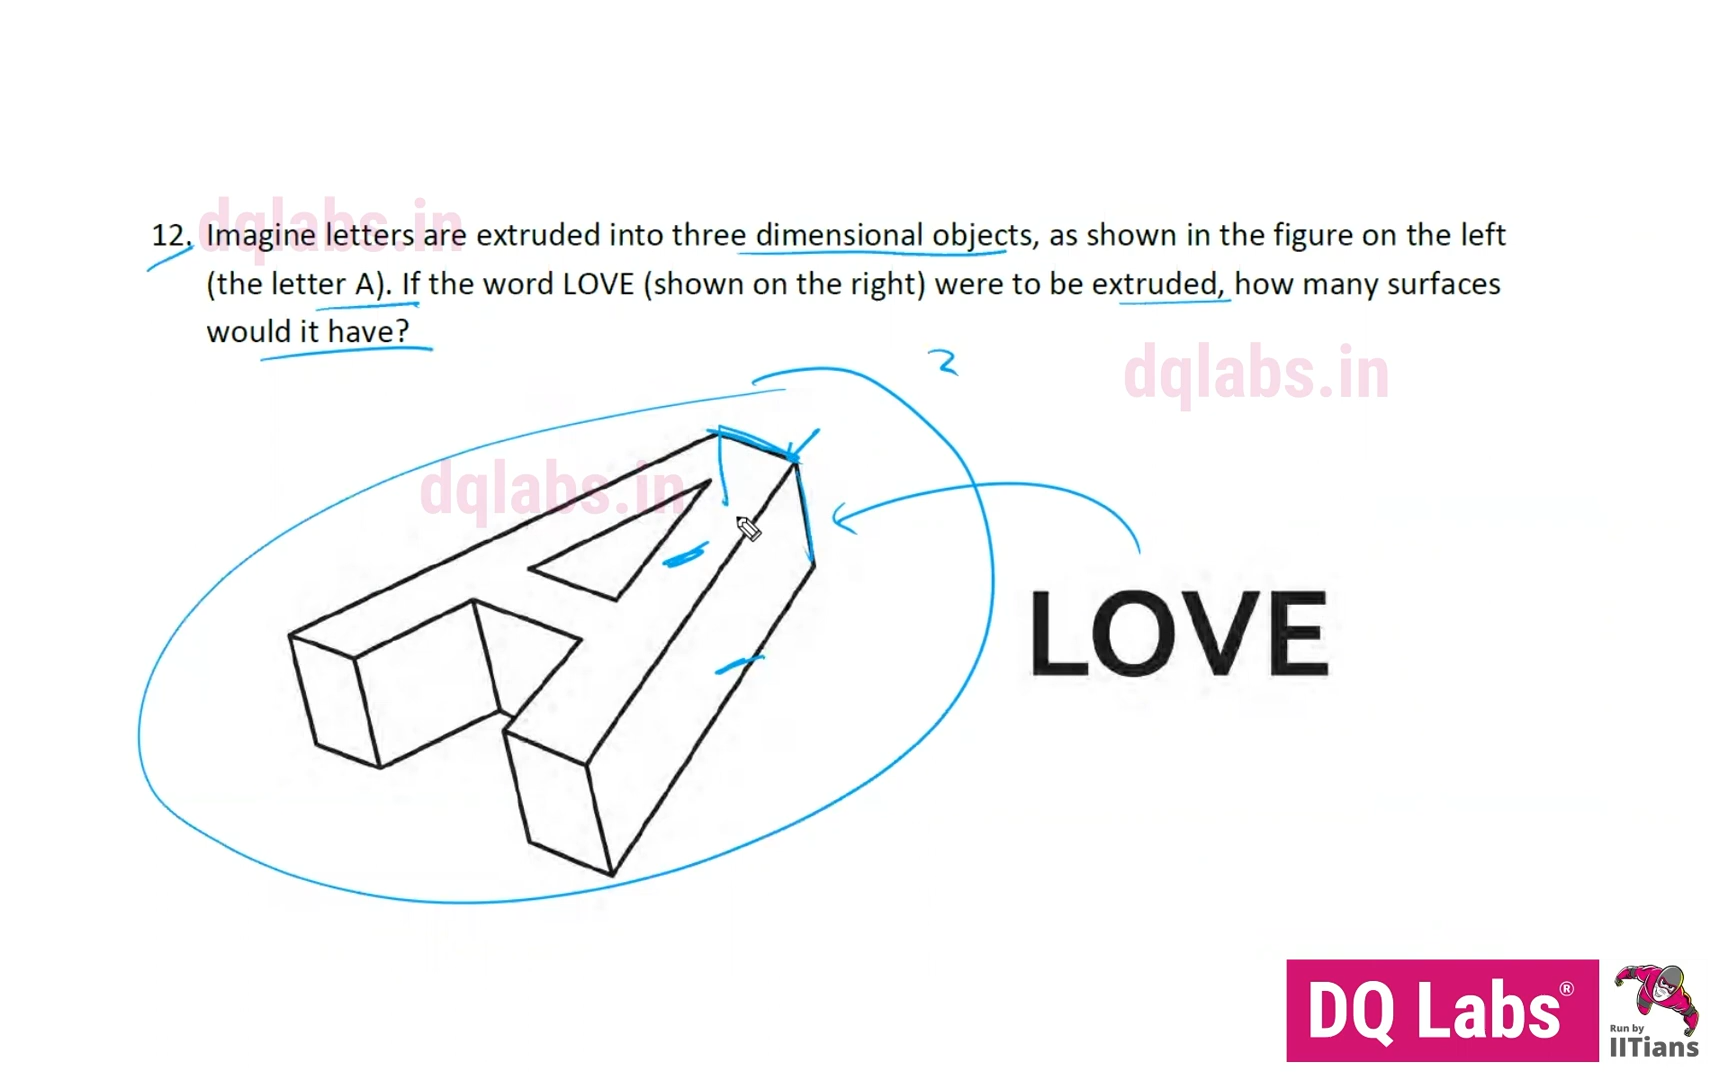 dqlabs.in
12. Imagine letters are extruded into three dimensional objects, as shown in the figure on the left
(the letter A). If the word LOVE (shown on the right) were to be extruded, how many surfaces
would it have?
2
dqlabs.in
dqlabs.in
A
LOVE
DQ Labs®
Run by
IITians